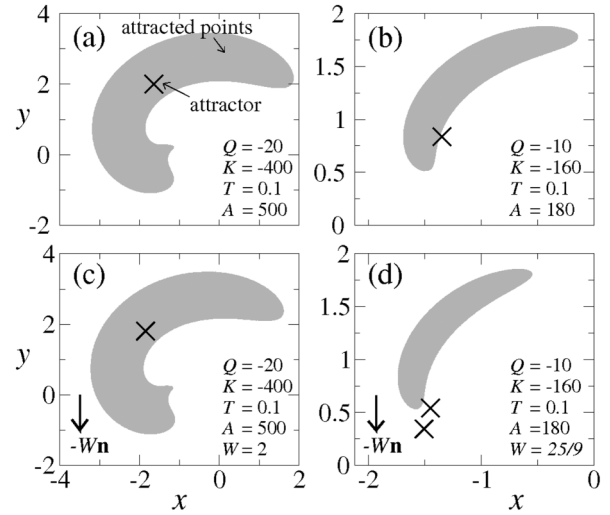 (a)
attracted points
attractor
Q = -20
K = -400
T = 0.1
A = 500
y
4
2
0
-2
(b)
Q = -10
K = -160
T = 0.1
A = 180
2
1.5
1
0.5
0
(c)
Q = -20
K = -400
T = 0.1
A = 500
W = 2
-Wn
y
4
2
0
-2
-4 -2 0 2
x
(d)
Q = -10
K = -160
T = 0.1
A =180
W = 25/9
-Wn
2
1.5
1
0.5
0
-2 -1 0
x